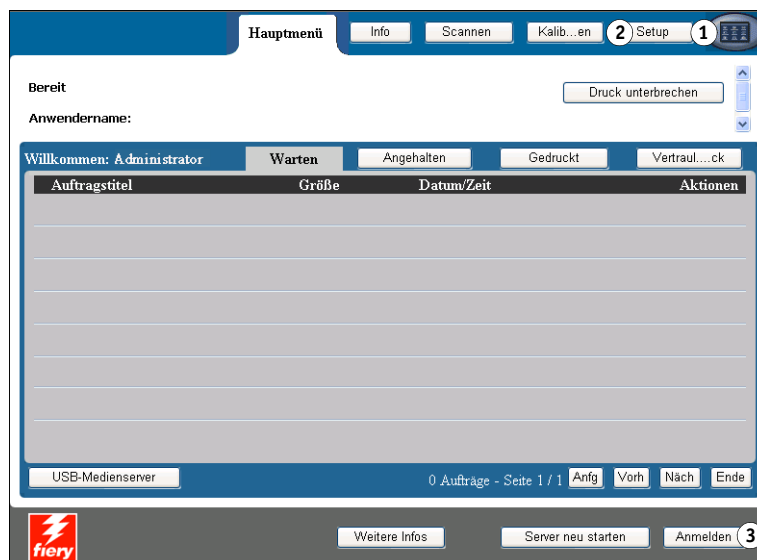 Hauptmenü Info Scannen Kalib...en 2 Setup 1
Bereit
Druck unterbrechen
Anwendername:
Willkommen: Administrator Warten Angehalten Gedruckt Vertraul....ck
Auftragstitel Größe Datum/Zeit Aktionen
USB-Medienserver 0 Aufträge - Seite 1 / 1 Anfg Vorh Näch Ende
fiery Weitere Infos Server neu starten Anmelden 3